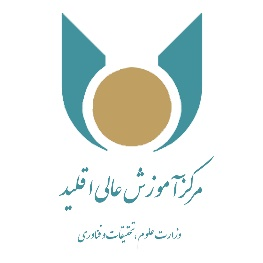 مرکز آموزش عالی اقلید
وزارت علوم، تحقیقات و فناوری